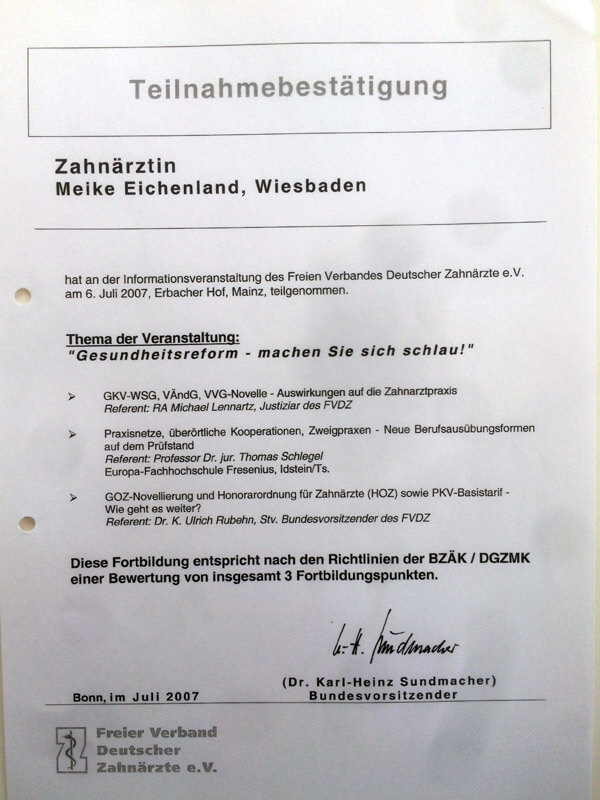 Teilnahmebestätigung
Zahnärztin
Meike Eichenland, Wiesbaden
hat an der Informationsveranstaltung des Freien Verbandes Deutscher Zahnärzte e.V.
am 6. Juli 2007, Erbacher Hof, Mainz, teilgenommen.
Thema der Veranstaltung:
"Gesundheitsreform - machen Sie sich schlau!"
➢ GKV-WSG, VÄndG, VVG-Novelle - Auswirkungen auf die Zahnarztpraxis
Referent: RA Michael Lennartz, Justiziar des FVDZ
➢ Praxisnetze, überörtliche Kooperationen, Zweigpraxen - Neue Berufsausübungsformen
auf dem Prüfstand
Referent: Professor Dr. jur. Thomas Schlegel
Europa-Fachhochschule Fresenius, Idstein/Ts.
➢ GOZ-Novellierung und Honorarordnung für Zahnärzte (HOZ) sowie PKV-Basistarif -
Wie geht es weiter?
Referent: Dr. K. Ulrich Rubehn, Stv. Bundesvorsitzender des FVDZ
Diese Fortbildung entspricht nach den Richtlinien der BZÄK / DGZMK
einer Bewertung von insgesamt 3 Fortbildungspunkten.
K.-H. Sundmacher
(Dr. Karl-Heinz Sundmacher)
Bonn, im Juli 2007 Bundesvorsitzender
Freier Verband
Deutscher
Zahnärzte e.V.